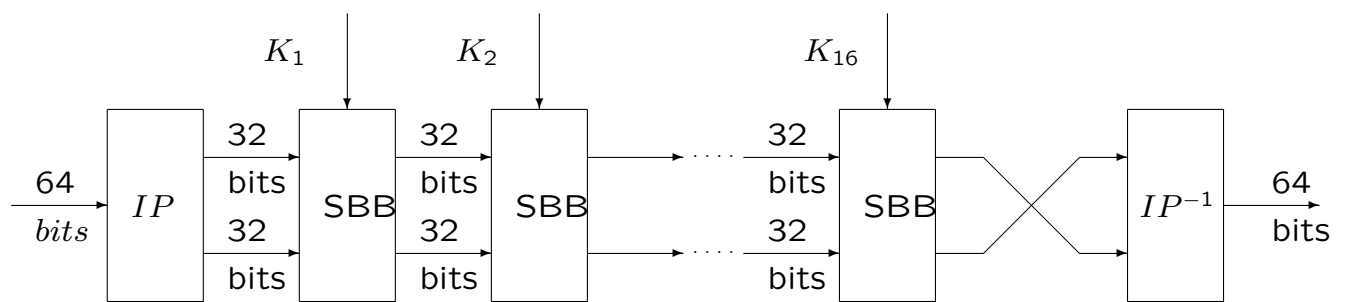 K₁ K₂ K₁₆
32 32 32
64 bits bits bits 64
IP SBB SBB SBB IP⁻¹
bits 32 32 32 bits
bits bits bits